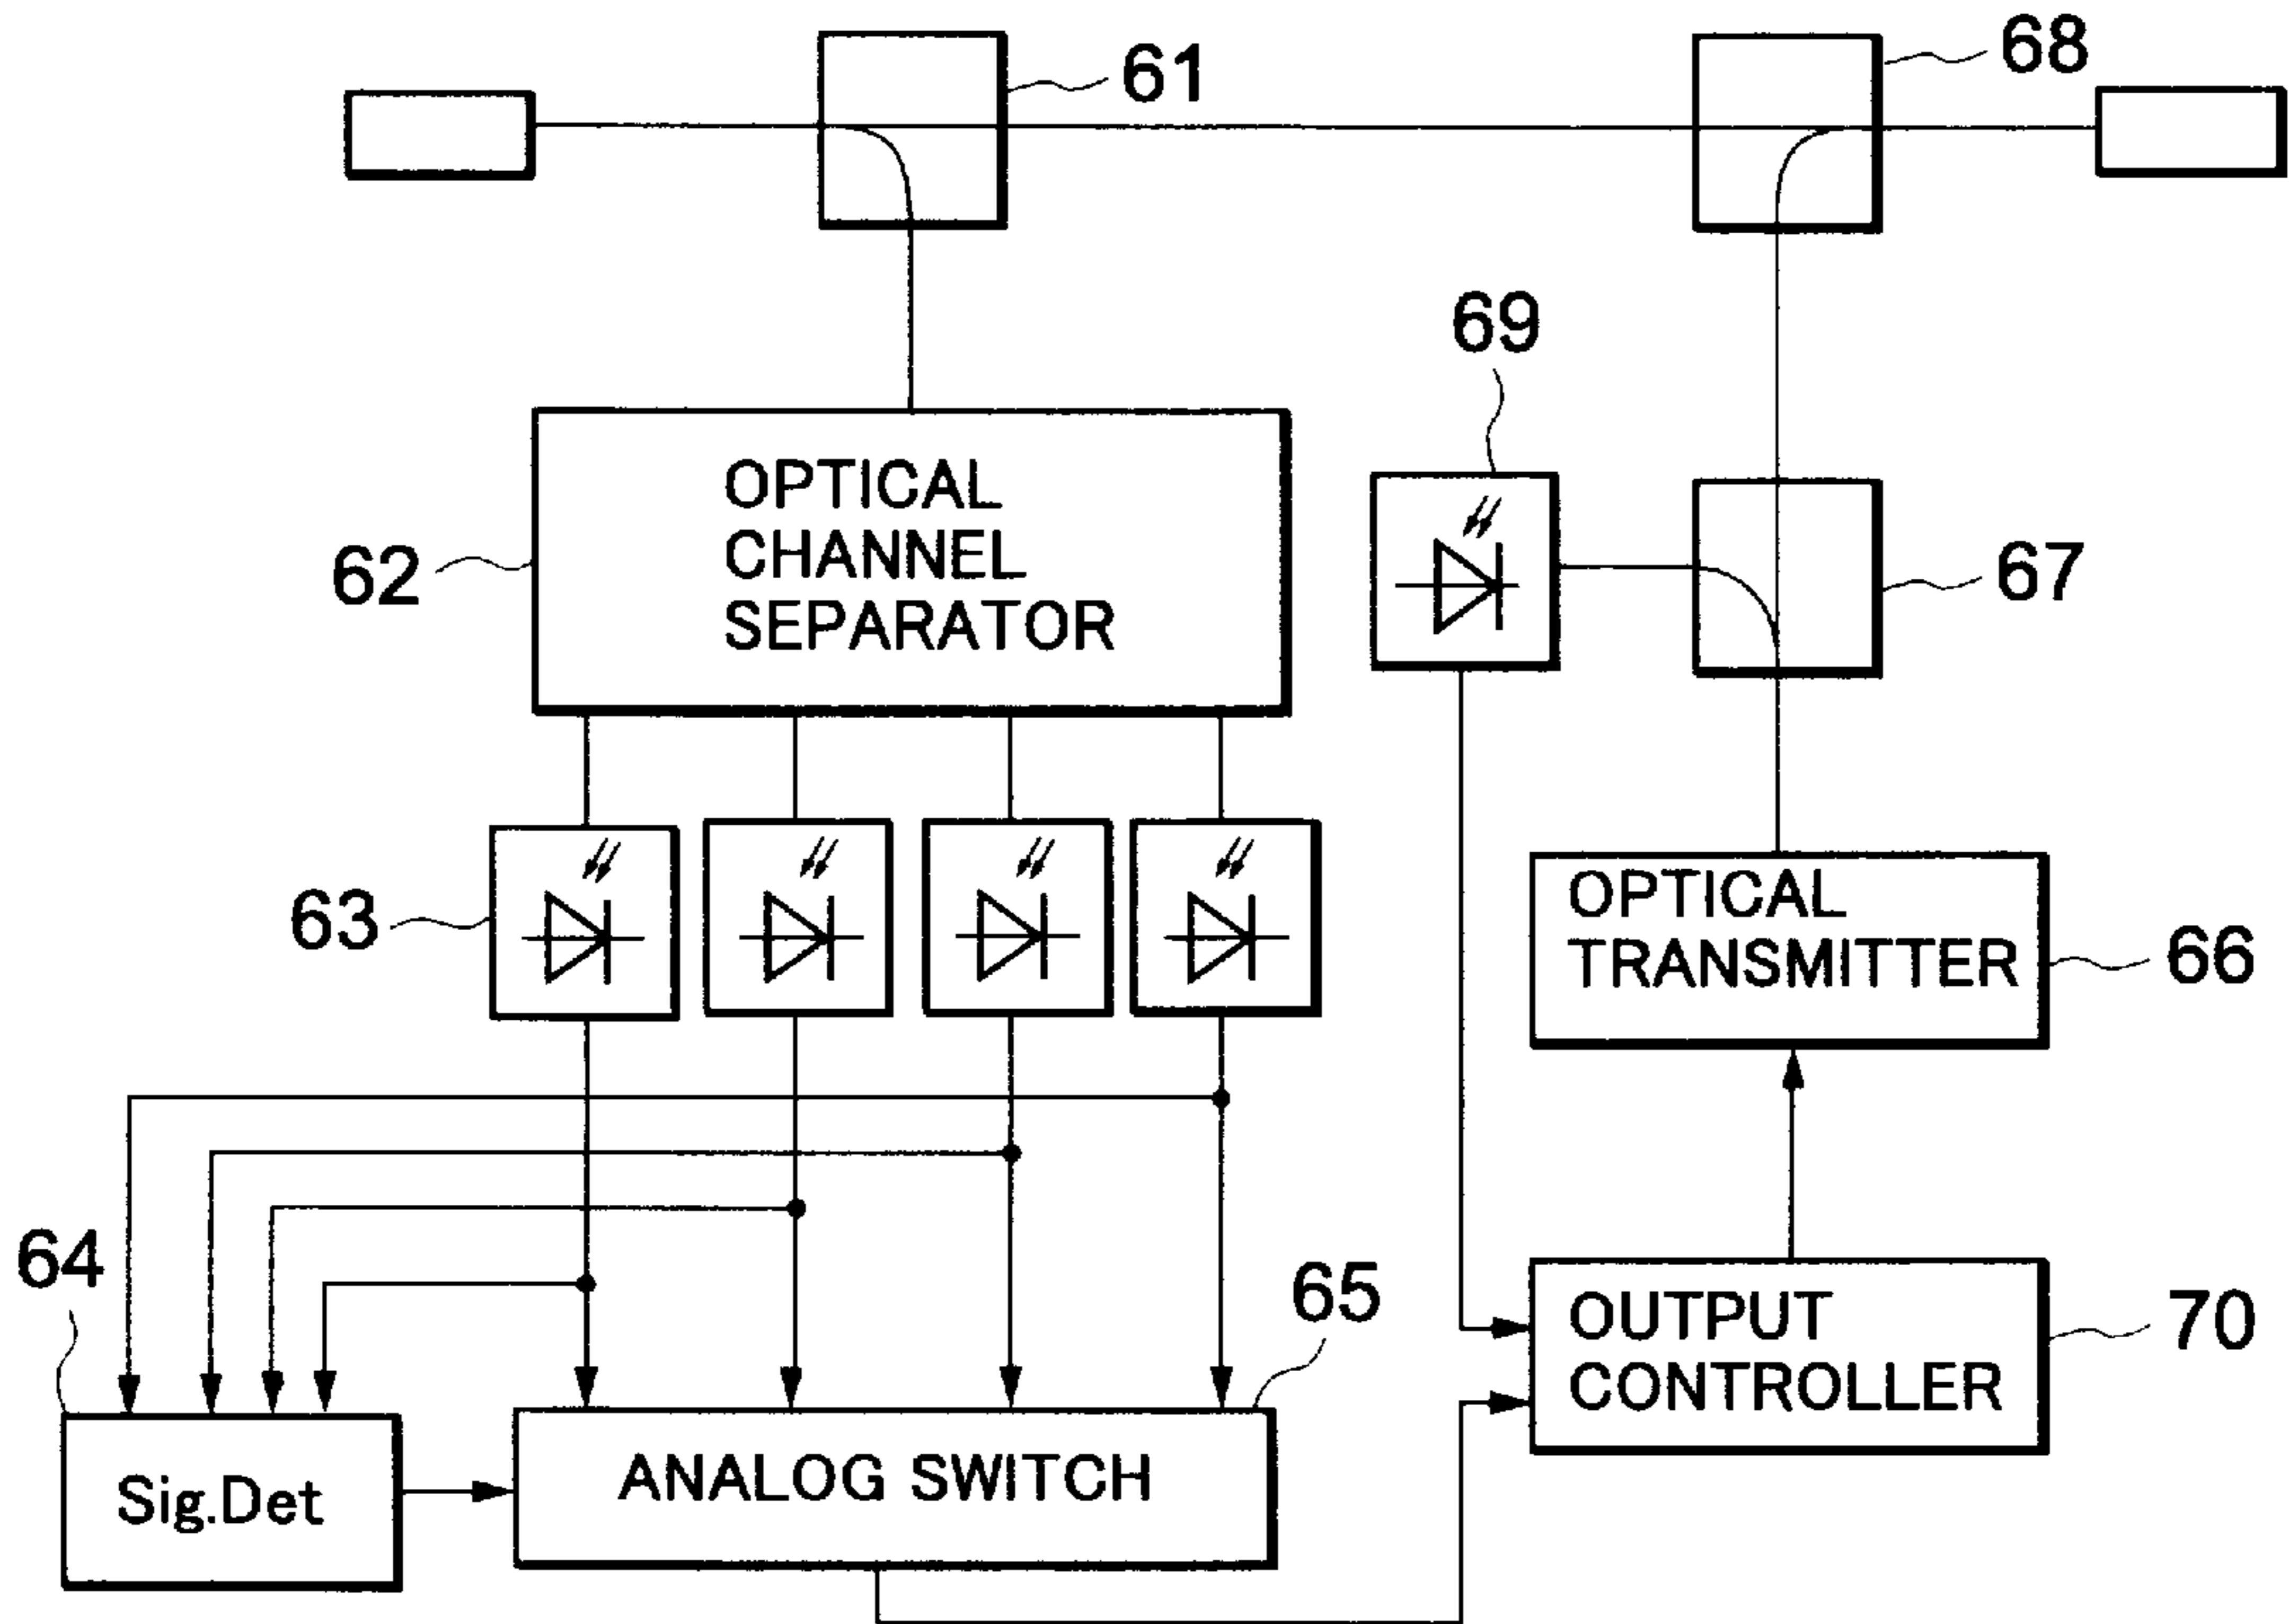 61
68
69
62
OPTICAL
CHANNEL
SEPARATOR
67
63
OPTICAL
TRANSMITTER
66
64
65
OUTPUT
CONTROLLER
70
Sig.Det
ANALOG SWITCH